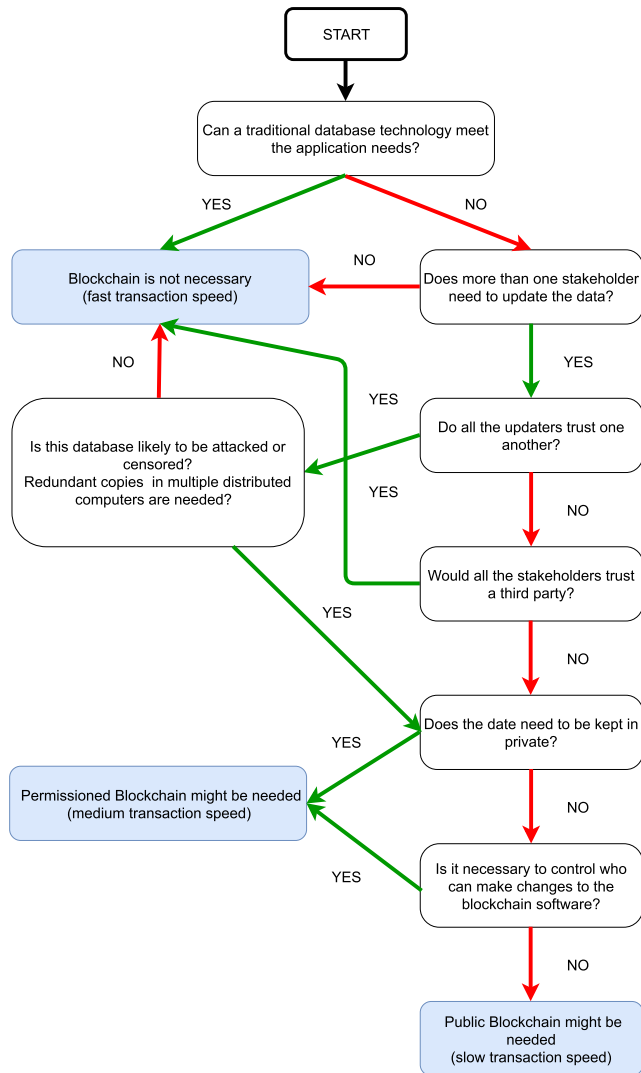 START
Can a traditional database technology meet
the application needs?
YES
NO
Blockchain is not necessary
(fast transaction speed)
NO
Does more than one stakeholder
need to update the data?
NO
YES
YES
Is this database likely to be attacked or
censored?
Redundant copies in multiple distributed
computers are needed?
Do all the updaters trust one
another?
YES
NO
Would all the stakeholders trust
a third party?
YES
NO
Does the date need to be kept in
private?
YES
Permissioned Blockchain might be needed
(medium transaction speed)
NO
YES
Is it necessary to control who
can make changes to the
blockchain software?
NO
Public Blockchain might be
needed
(slow transaction speed)